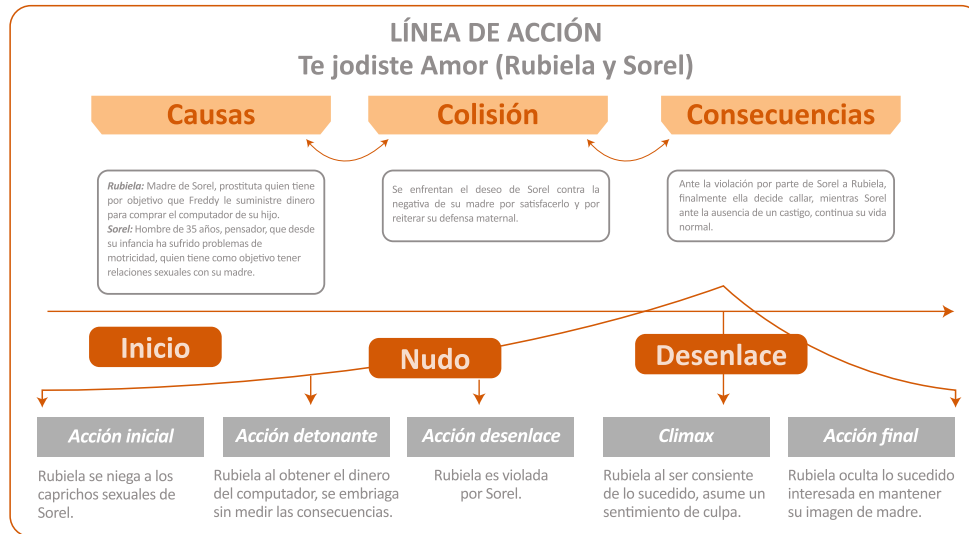 LÍNEA DE ACCIÓN
Te jodiste Amor (Rubiela y Sorel)
Causas
Colisión
Consecuencias
Rubiela: Madre de Sorel, prostituta quien tiene
por objetivo que Freddy le suministre dinero
para comprar el computador de su hijo.
Sorel: Hombre de 35 años, pensador, que desde
su infancia ha sufrido problemas de
motricidad, quien tiene como objetivo tener
relaciones sexuales con su madre.
Se enfrentan el deseo de Sorel contra la
negativa de su madre por satisfacerlo y por
reiterar su defensa maternal.
Ante la violación por parte de Sorel a Rubiela,
finalmente ella decide callar, mientras Sorel
ante la ausencia de un castigo, continua su vida
normal.
Inicio
Nudo
Desenlace
Acción inicial
Acción detonante
Acción desenlace
Climax
Acción final
Rubiela se niega a los
caprichos sexuales de
Sorel.
Rubiela al obtener el dinero
del computador, se embriaga
sin medir las consecuencias.
Rubiela es violada
por Sorel.
Rubiela al ser consiente
de lo sucedido, asume un
sentimiento de culpa.
Rubiela oculta lo sucedido
interesada en mantener
su imagen de madre.